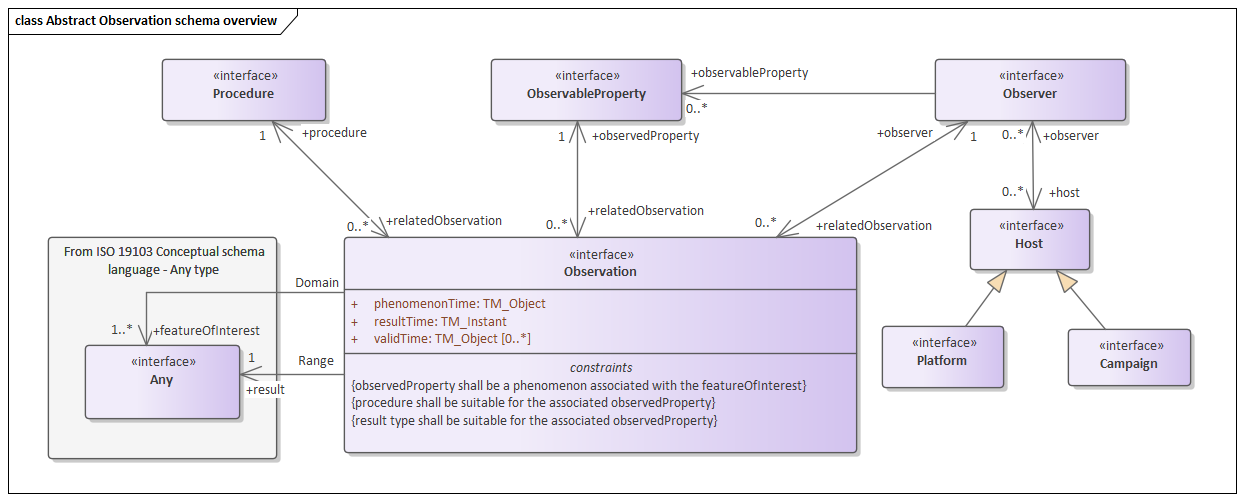 class Abstract Observation schema overview
«interface»
Procedure
«interface»
ObservableProperty
«interface»
Observer
+observableProperty
0..*
1
+procedure
1
+observedProperty
+observer
1
0..*
+observer
0..*
+relatedObservation
0..*
+relatedObservation
0..*
+relatedObservation
0..*
+host
«interface»
Host
From ISO 19103 Conceptual schema
language - Any type
Domain
1..*
+featureOfInterest
«interface»
Any
1
Range
+result
«interface»
Observation
+ phenomenonTime: TM_Object
+ resultTime: TM_Instant
+ validTime: TM_Object [0..*]
constraints
{observedProperty shall be a phenomenon associated with the featureOfInterest}
{procedure shall be suitable for the associated observedProperty}
{result type shall be suitable for the associated observedProperty}
«interface»
Platform
«interface»
Campaign